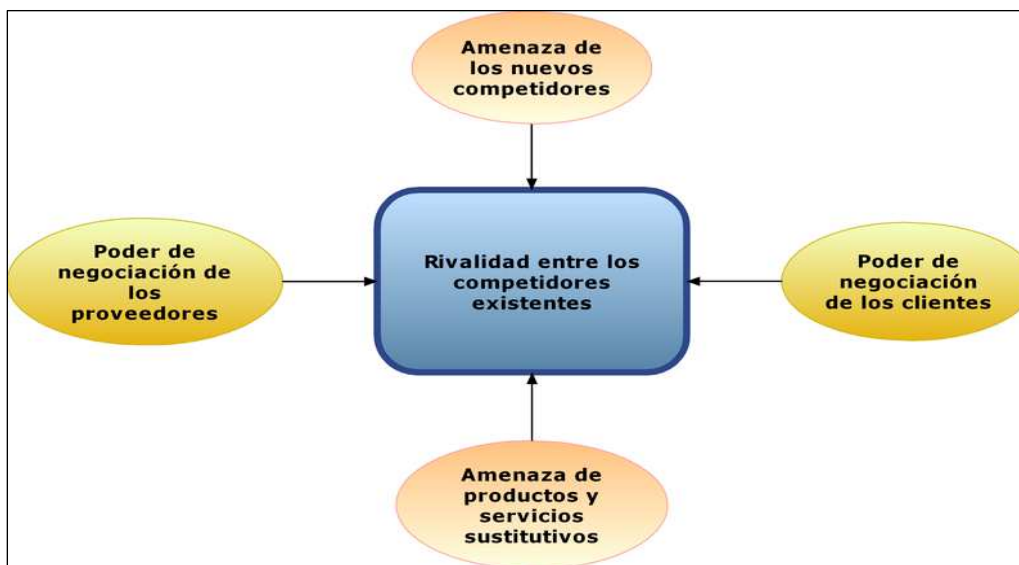 Amenaza de
los nuevos
competidores
Poder de
negociación de
los
proveedores
Rivalidad entre los
competidores
existentes
Poder de
negociación
de los clientes
Amenaza de
productos y
servicios
sustitutivos